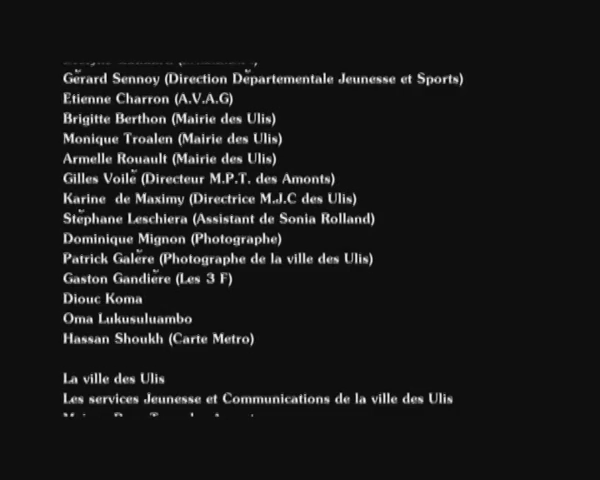 Gérard Sennoy (Direction Départementale Jeunesse et Sports)
Etienne Charron (A.V.A.G)
Brigitte Berthon (Mairie des Ulis)
Monique Troalen (Mairie des Ulis)
Armelle Rouault (Mairie des Ulis)
Gilles Voilé (Directeur M.P.T. des Amonts)
Karine de Maximy (Directrice M.J.C des Ulis)
Stéphane Leschiera (Assistant de Sonia Rolland)
Dominique Mignon (Photographe)
Patrick Galère (Photographe de la ville des Ulis)
Gaston Gandière (Les 3 F)
Diouc Koma
Oma Lukusuluambo
Hassan Shoukh (Carte Metro)
La ville des Ulis
Les services Jeunesse et Communications de la ville des Ulis